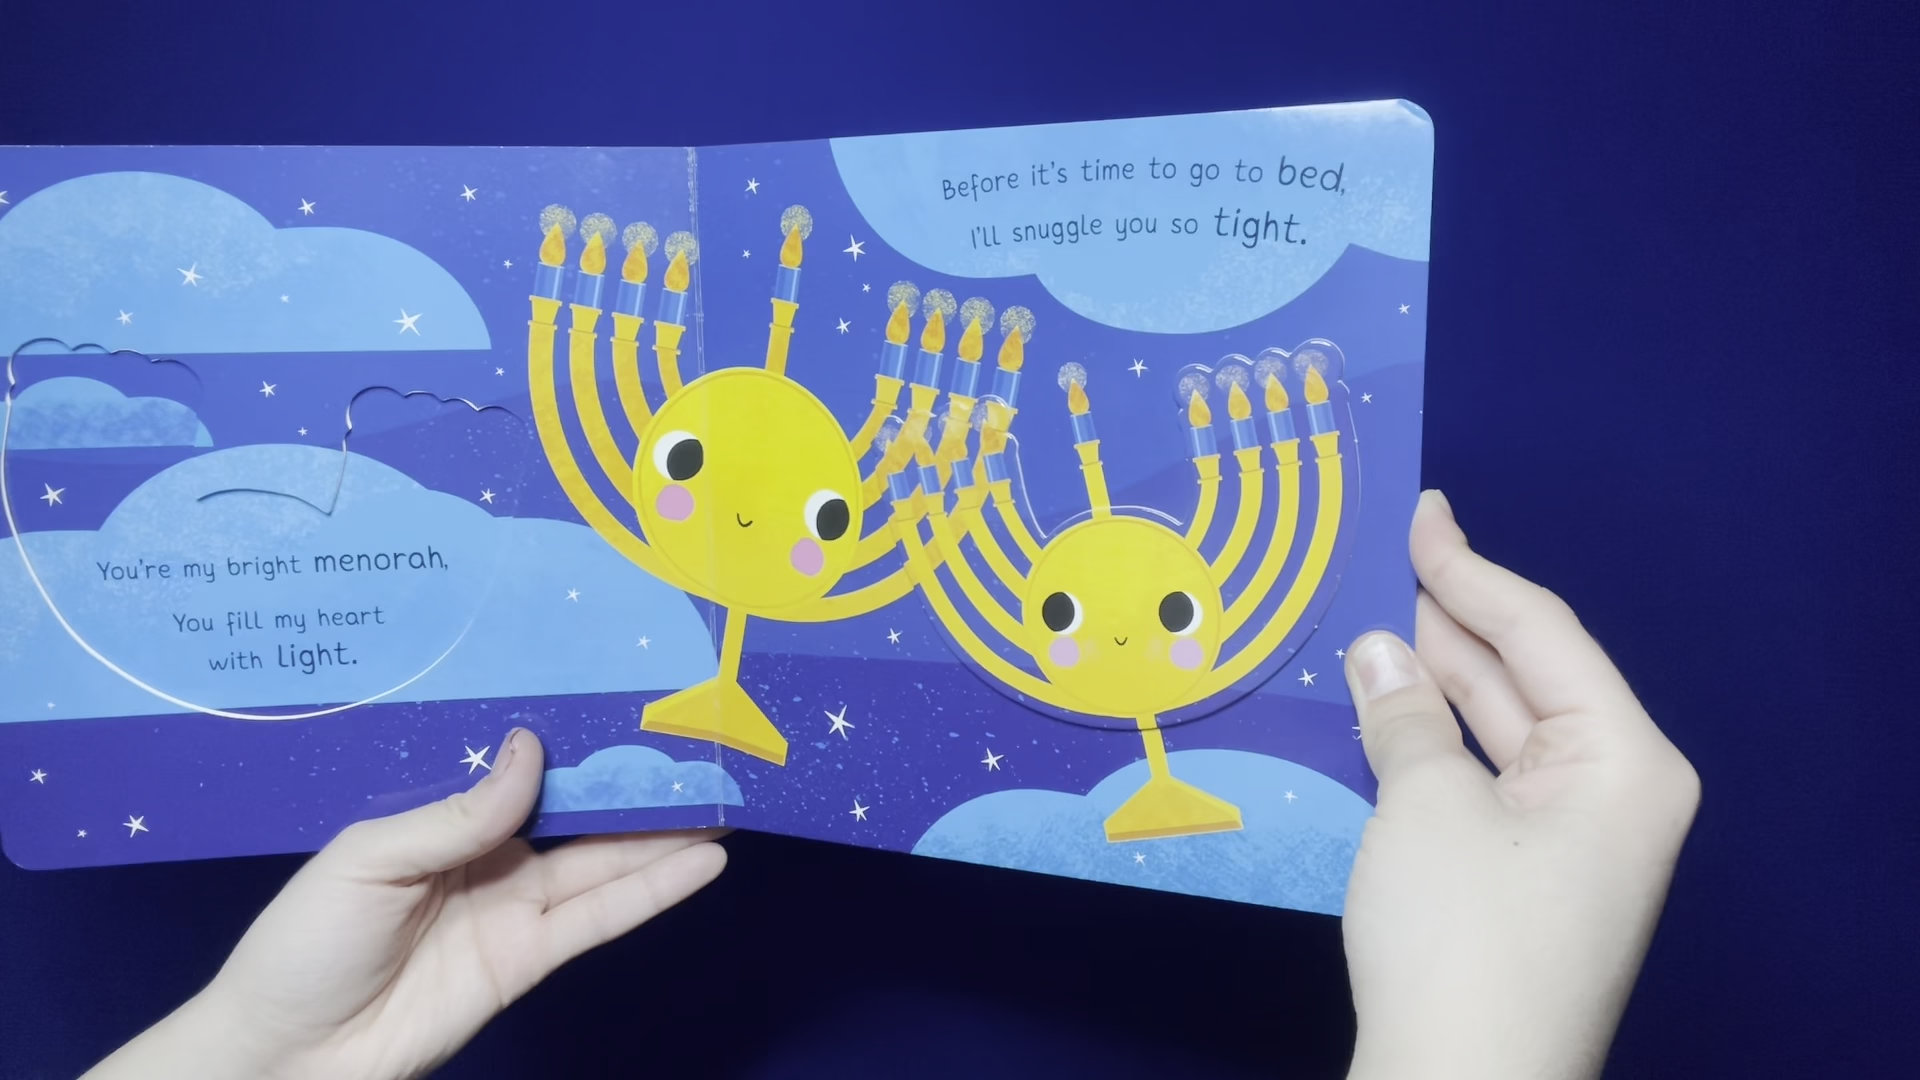 You're my bright menorah,
You fill my heart
with light.
Before it's time to go to bed,
I'll snuggle you so tight.